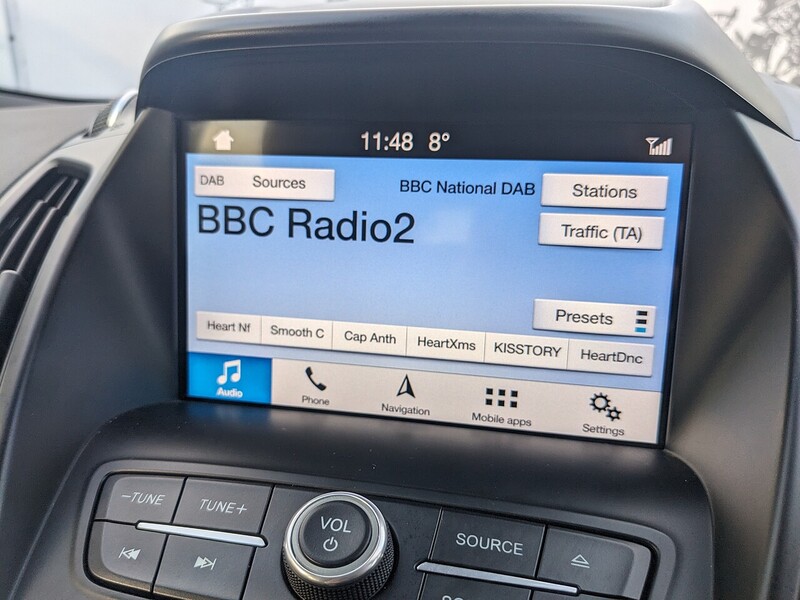 11:48 8°
DAB Sources
BBC National DAB
Stations
BBC Radio2
Traffic (TA)
Presets
Heart Nf
Smooth C
Cap Anth
HeartXms
KISSTORY
HeartDnc
Audio
Phone
Navigation
Mobile apps
Settings
−TUNE
TUNE+
VOL
SOURCE